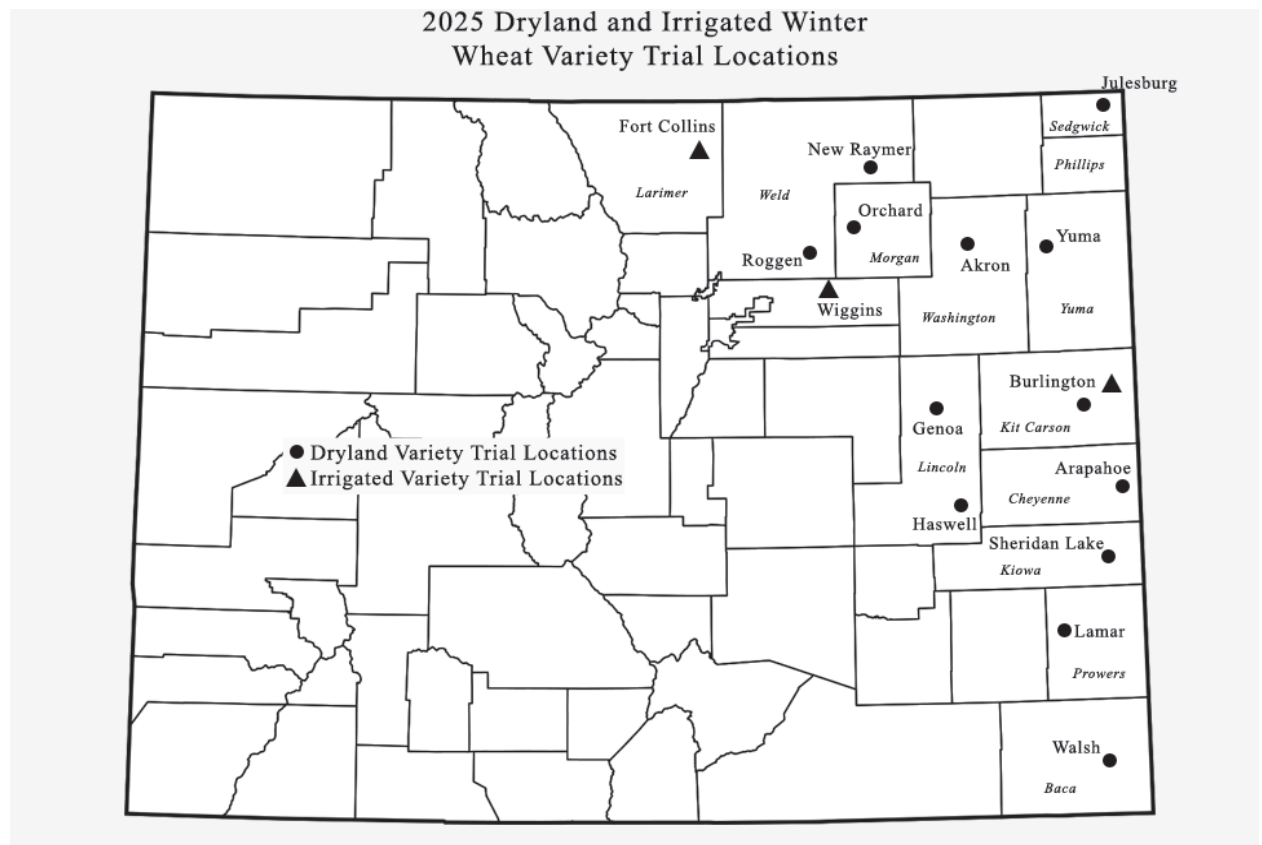 2025 Dryland and Irrigated Winter
Wheat Variety Trial Locations
Julesburg
Fort Collins
Sedgwick
New Raymer
Phillips
Larimer
Weld
Orchard
Yuma
Morgan
Roggen
Akron
Wiggins
Washington
Yuma
Burlington
Genoa
Kit Carson
Dryland Variety Trial Locations
Irrigated Variety Trial Locations
Lincoln
Arapahoe
Cheyenne
Haswell
Sheridan Lake
Kiowa
Lamar
Prowers
Walsh
Baca